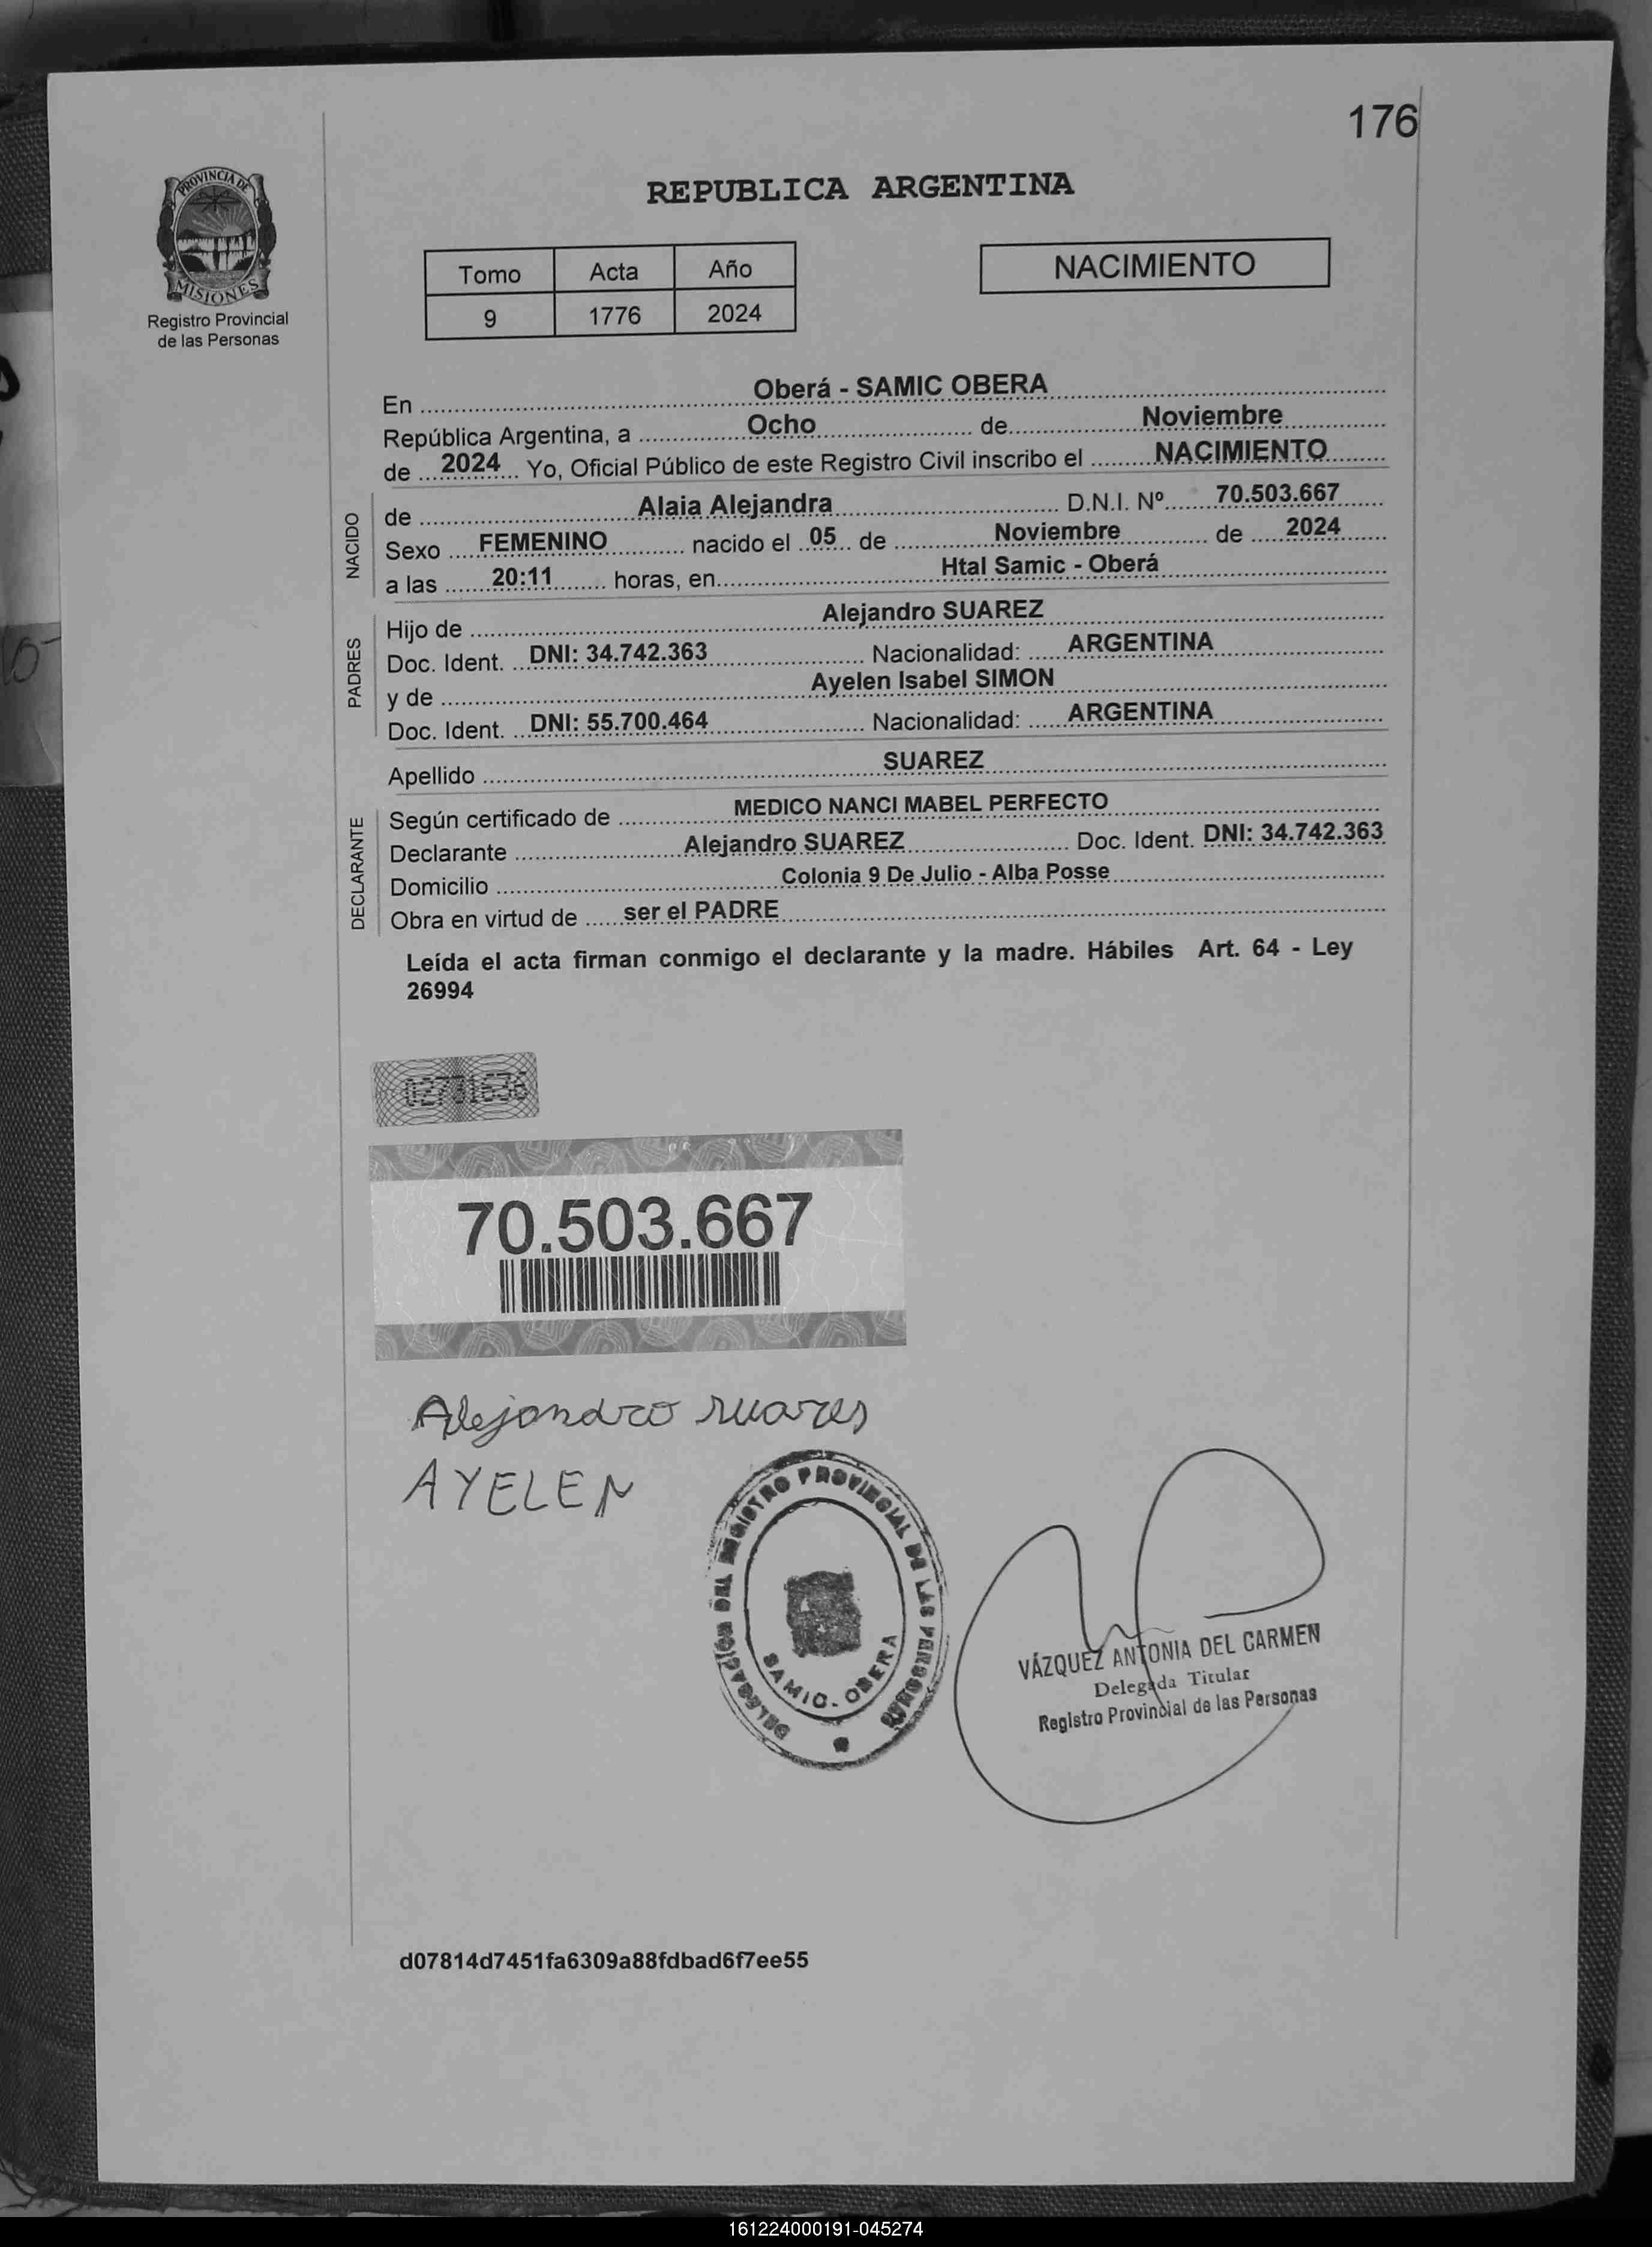 176
PROVINCIA DE
MISIONES
Registro Provincial
de las Personas
REPUBLICA ARGENTINA
Tomo Acta Año
9 1776 2024
NACIMIENTO
En Oberá - SAMIC OBERA
República Argentina, a Ocho de Noviembre
de 2024 Yo, Oficial Público de este Registro Civil inscribo el NACIMIENTO
NACIDO
de Alaia Alejandra D.N.I. Nº 70.503.667
Sexo FEMENINO nacido el 05 de Noviembre de 2024
a las 20:11 horas, en Htal Samic - Oberá
PADRES
Hijo de Alejandro SUAREZ
Doc. Ident. DNI: 34.742.363 Nacionalidad: ARGENTINA
y de Ayelen Isabel SIMON
Doc. Ident. DNI: 55.700.464 Nacionalidad: ARGENTINA
Apellido SUAREZ
DECLARANTE
Según certificado de MEDICO NANCI MABEL PERFECTO
Declarante Alejandro SUAREZ Doc. Ident. DNI: 34.742.363
Domicilio Colonia 9 De Julio - Alba Posse
Obra en virtud de ser el PADRE
Leída el acta firman conmigo el declarante y la madre. Hábiles Art. 64 - Ley
26994
02731636
70.503.667
Alejandro suares
AYELEN
DELEGACION DEL REGISTRO PROVINCIAL DE LAS PERSONAS
SAMIC. OBERA
VÁZQUEZ ANTONIA DEL CARMEN
Delegada Titular
Registro Provincial de las Personas
d07814d7451fa6309a88fdbad6f7ee55
161224000191-045274